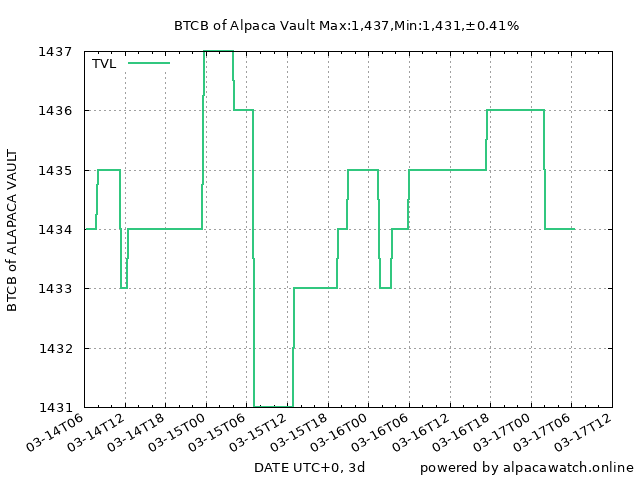 BTCB of Alpaca Vault Max:1,437,Min:1,431,±0.41%
TVL
1437
1436
1435
1434
1433
1432
1431
BTCB of ALAPACA VAULT
03-14T06
03-14T12
03-14T18
03-15T00
03-15T06
03-15T12
03-15T18
03-16T00
03-16T06
03-16T12
03-16T18
03-17T00
03-17T06
03-17T12
DATE UTC+0, 3d
powered by alpacawatch.online